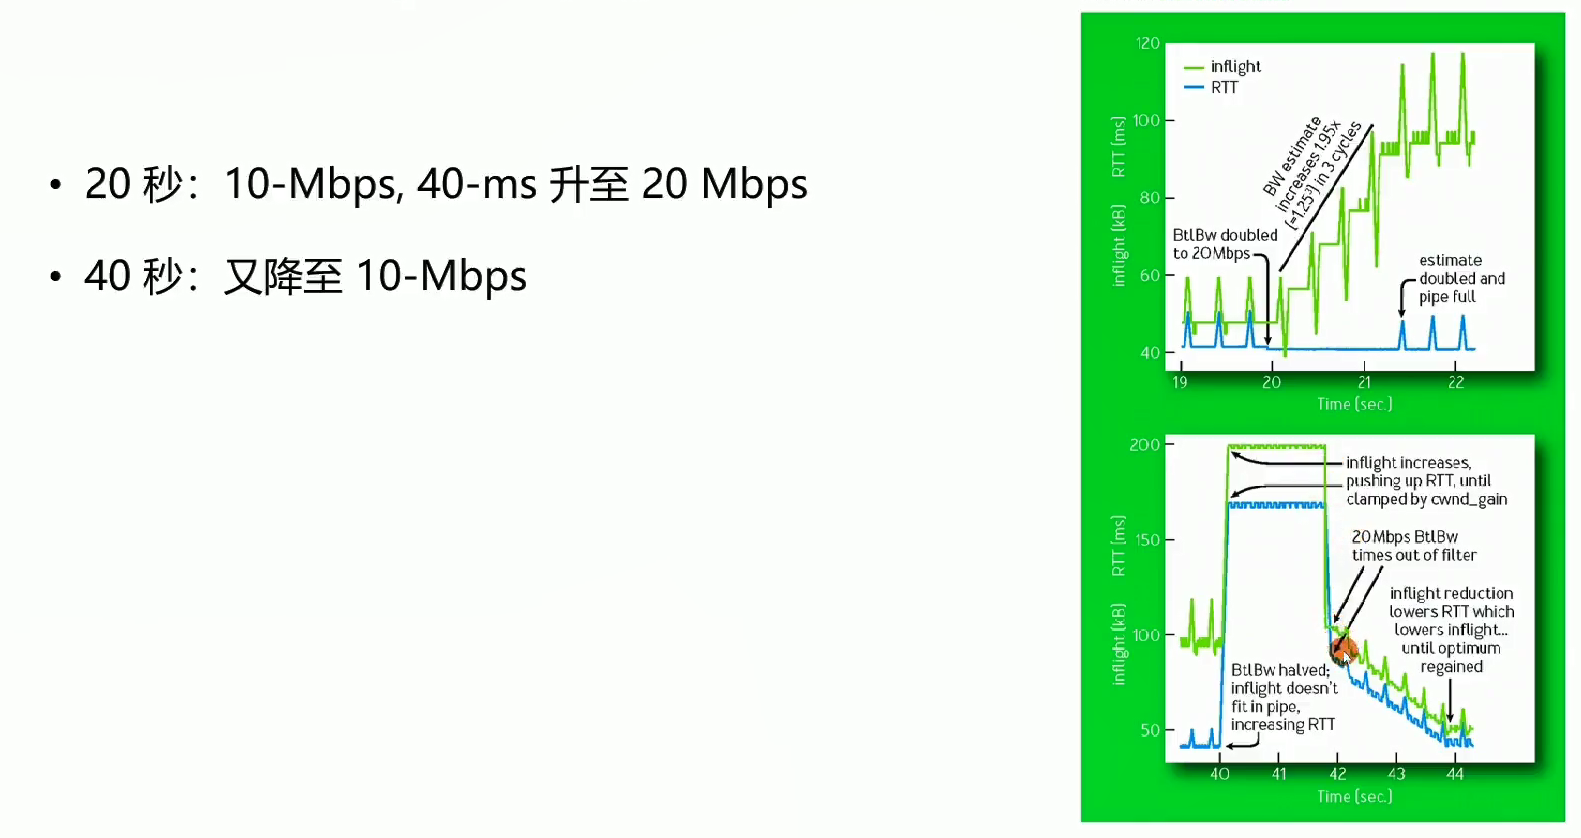 • 20 秒：10-Mbps, 40-ms 升至 20 Mbps
• 40 秒：又降至 10-Mbps
120
inflight
RTT
100
80
60
40
RTT (ms)
inflight (kB)
BW estimate
increases 1.95x
(=1.25³) in 3 cycles
BtlBw doubled
to 20Mbps
estimate
doubled and
pipe full
19 20 21 22
Time (sec.)
200
150
100
50
RTT (ms)
inflight (kB)
inflight increases,
pushing up RTT, until
clamped by cwnd_gain
20 Mbps BtlBw
times out of filter
inflight reduction
lowers RTT which
lowers inflight...
until optimum
regained
BtlBw halved;
inflight doesn't
fit in pipe,
increasing RTT
40 41 42 43 44
Time (sec.)